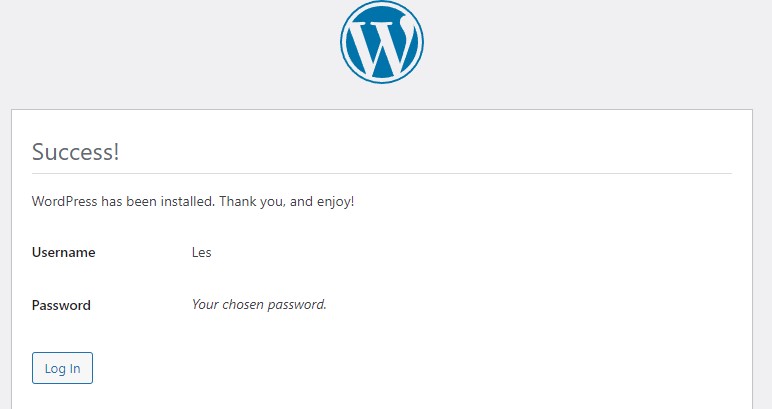 W
Success!
WordPress has been installed. Thank you, and enjoy!
Username Les
Password Your chosen password.
Log In